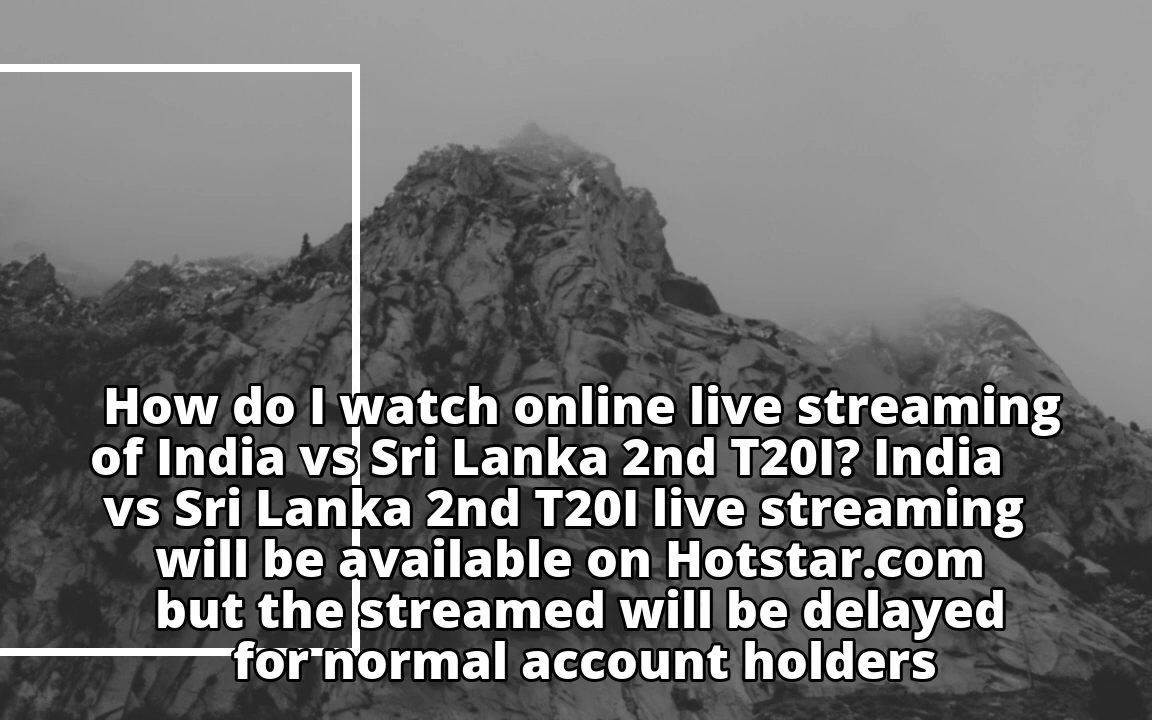 How do I watch online live streaming
of India vs Sri Lanka 2nd T20I? India
vs Sri Lanka 2nd T20I live streaming
will be available on Hotstar.com
but the streamed will be delayed
for normal account holders